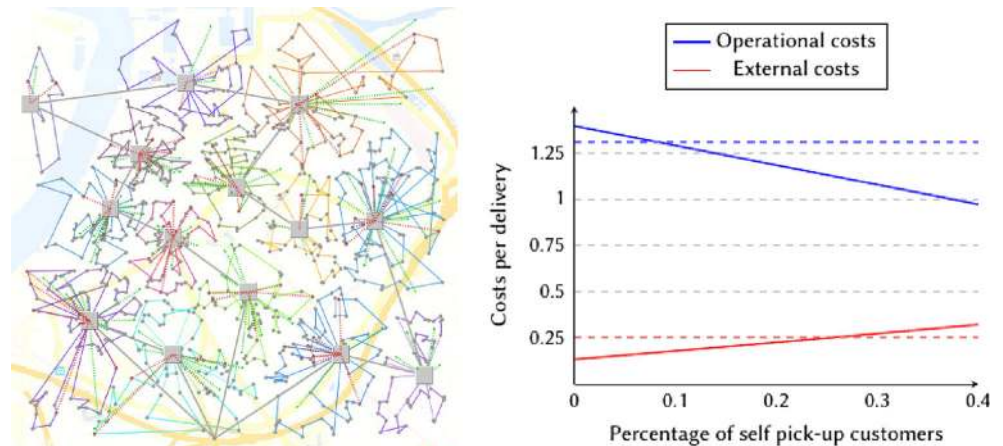 Operational costs
External costs
1.25
1
0.75
0.5
0.25
0
0.1
0.2
0.3
0.4
Costs per delivery
Percentage of self pick-up customers